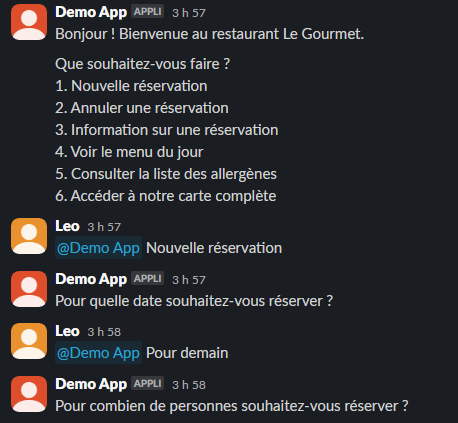 Demo App APPLI 3 h 57
Bonjour ! Bienvenue au restaurant Le Gourmet.
Que souhaitez-vous faire ?
1. Nouvelle réservation
2. Annuler une réservation
3. Information sur une réservation
4. Voir le menu du jour
5. Consulter la liste des allergènes
6. Accéder à notre carte complète
Leo 3 h 57
@Demo App Nouvelle réservation
Demo App APPLI 3 h 57
Pour quelle date souhaitez-vous réserver ?
Leo 3 h 58
@Demo App Pour demain
Demo App APPLI 3 h 58
Pour combien de personnes souhaitez-vous réserver ?